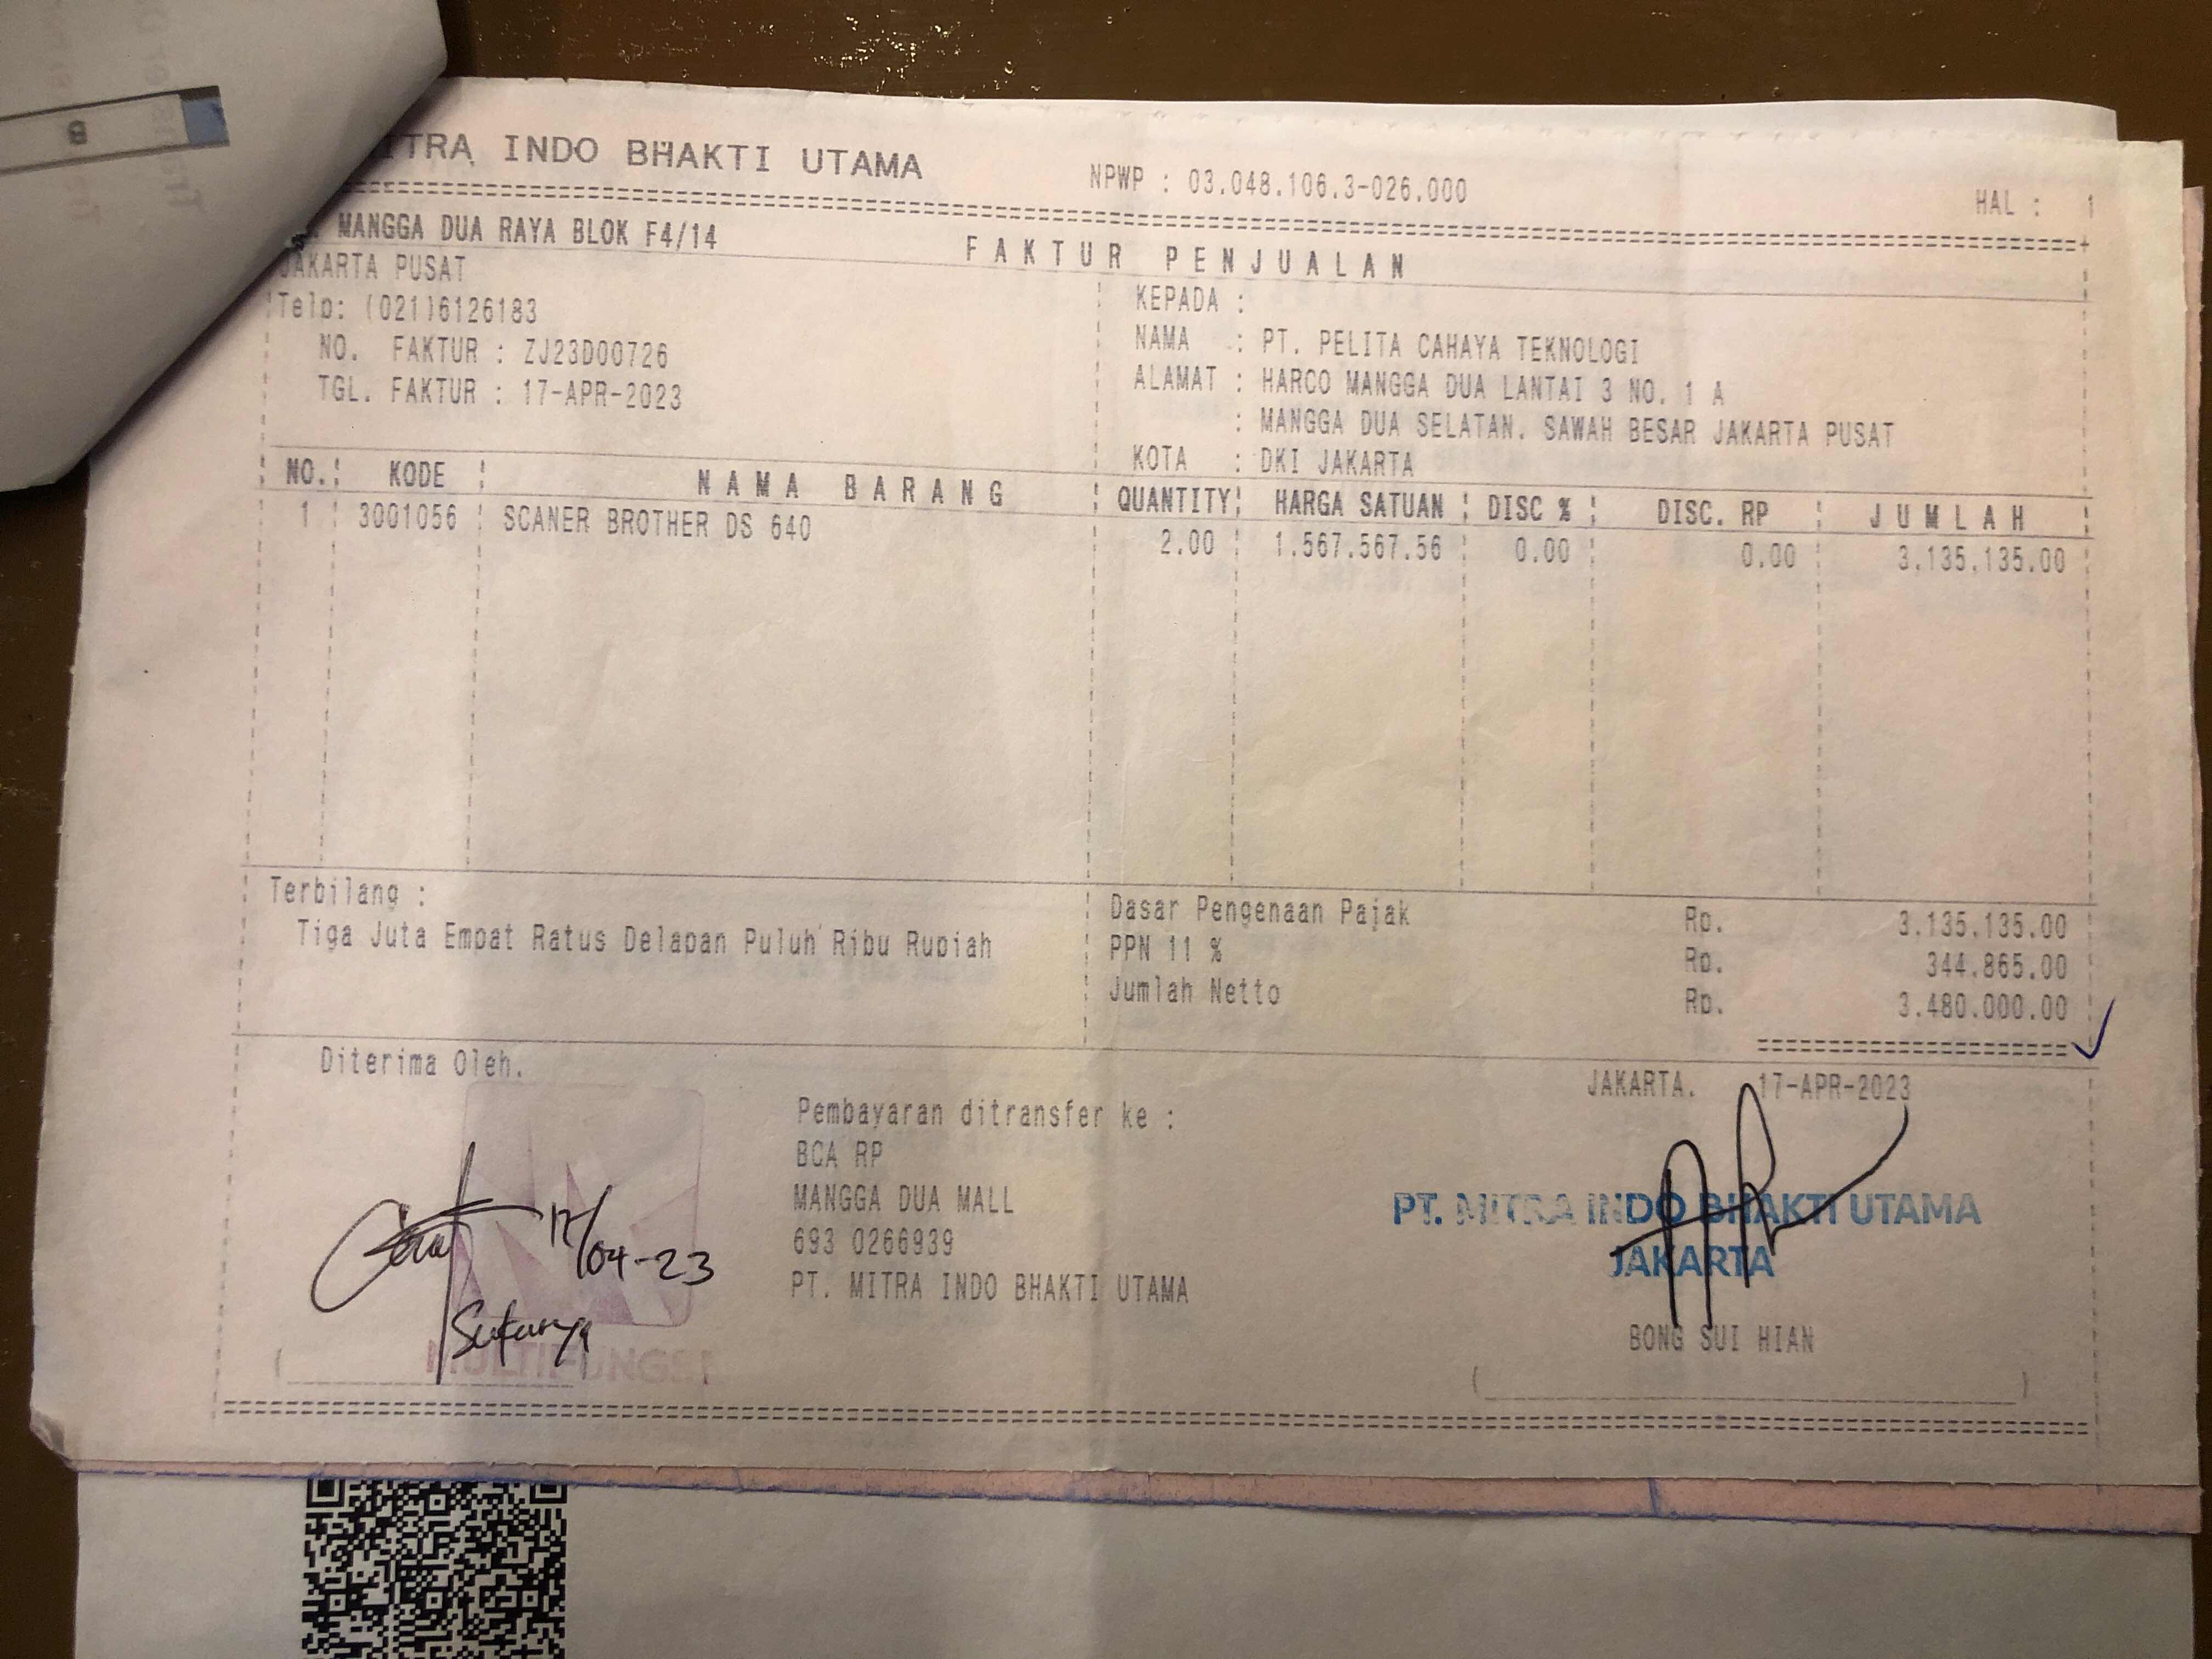 ITRA INDO BHAKTI UTAMA
NPWP : 03.048.106.3-026.000
HAL : 1
MANGGA DUA RAYA BLOK F4/14
FAKTUR PENJUALAN
JAKARTA PUSAT
Telp: (021)6126183
NO. FAKTUR : ZJ23D00726
TGL. FAKTUR : 17-APR-2023
KEPADA :
NAMA : PT. PELITA CAHAYA TEKNOLOGI
ALAMAT : HARCO MANGGA DUA LANTAI 3 NO. 1 A
: MANGGA DUA SELATAN. SAWAH BESAR JAKARTA PUSAT
KOTA : DKI JAKARTA
NO. KODE NAMA BARANG QUANTITY HARGA SATUAN DISC % DISC. RP JUMLAH
1 3001056 SCANER BROTHER DS 640 2.00 1.567.567.56 0.00 0.00 3.135.135.00
Terbilang :
Tiga Juta Empat Ratus Delapan Puluh Ribu Rupiah
Dasar Pengenaan Pajak Rp. 3.135.135.00
PPN 11 % Rp. 344.865.00
Jumlah Netto Rp. 3.480.000.00
Diterima Oleh.
Pembayaran ditransfer ke :
BCA RP
MANGGA DUA MALL
693 0266939
PT. MITRA INDO BHAKTI UTAMA
17/04-23
MULTIFUNGSI
JAKARTA. 17-APR-2023
PT. MITRA INDO BHAKTI UTAMA
JAKARTA
BONG SUI HIAN